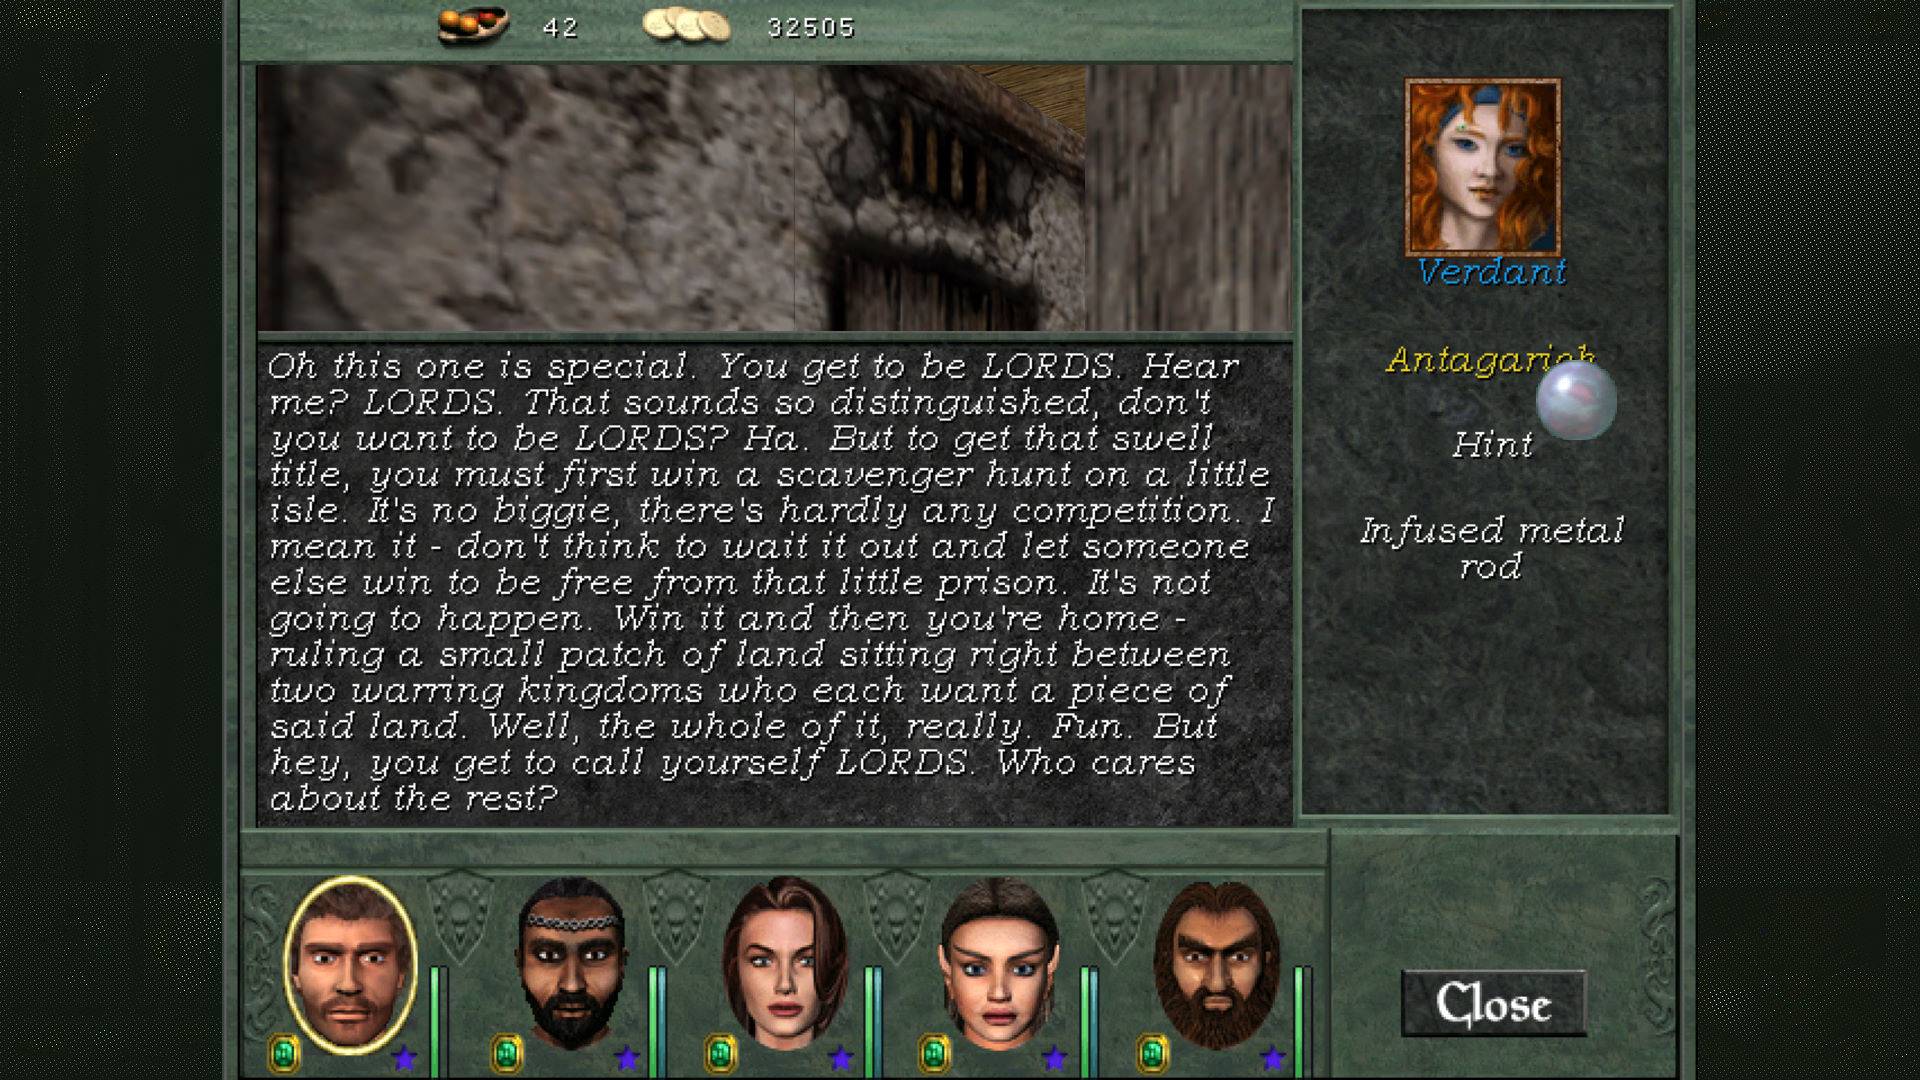 42 32505
Verdant
Oh this one is special. You get to be LORDS. Hear
me? LORDS. That sounds so distinguished, don't
you want to be LORDS? Ha. But to get that swell
title, you must first win a scavenger hunt on a little
isle. It's no biggie, there's hardly any competition. I
mean it - don't think to wait it out and let someone
else win to be free from that little prison. It's not
going to happen. Win it and then you're home -
ruling a small patch of land sitting right between
two warring kingdoms who each want a piece of
said land. Well, the whole of it, really. Fun. But
hey, you get to call yourself LORDS. Who cares
about the rest?
Antagarich
Hint
Infused metal
rod
Close